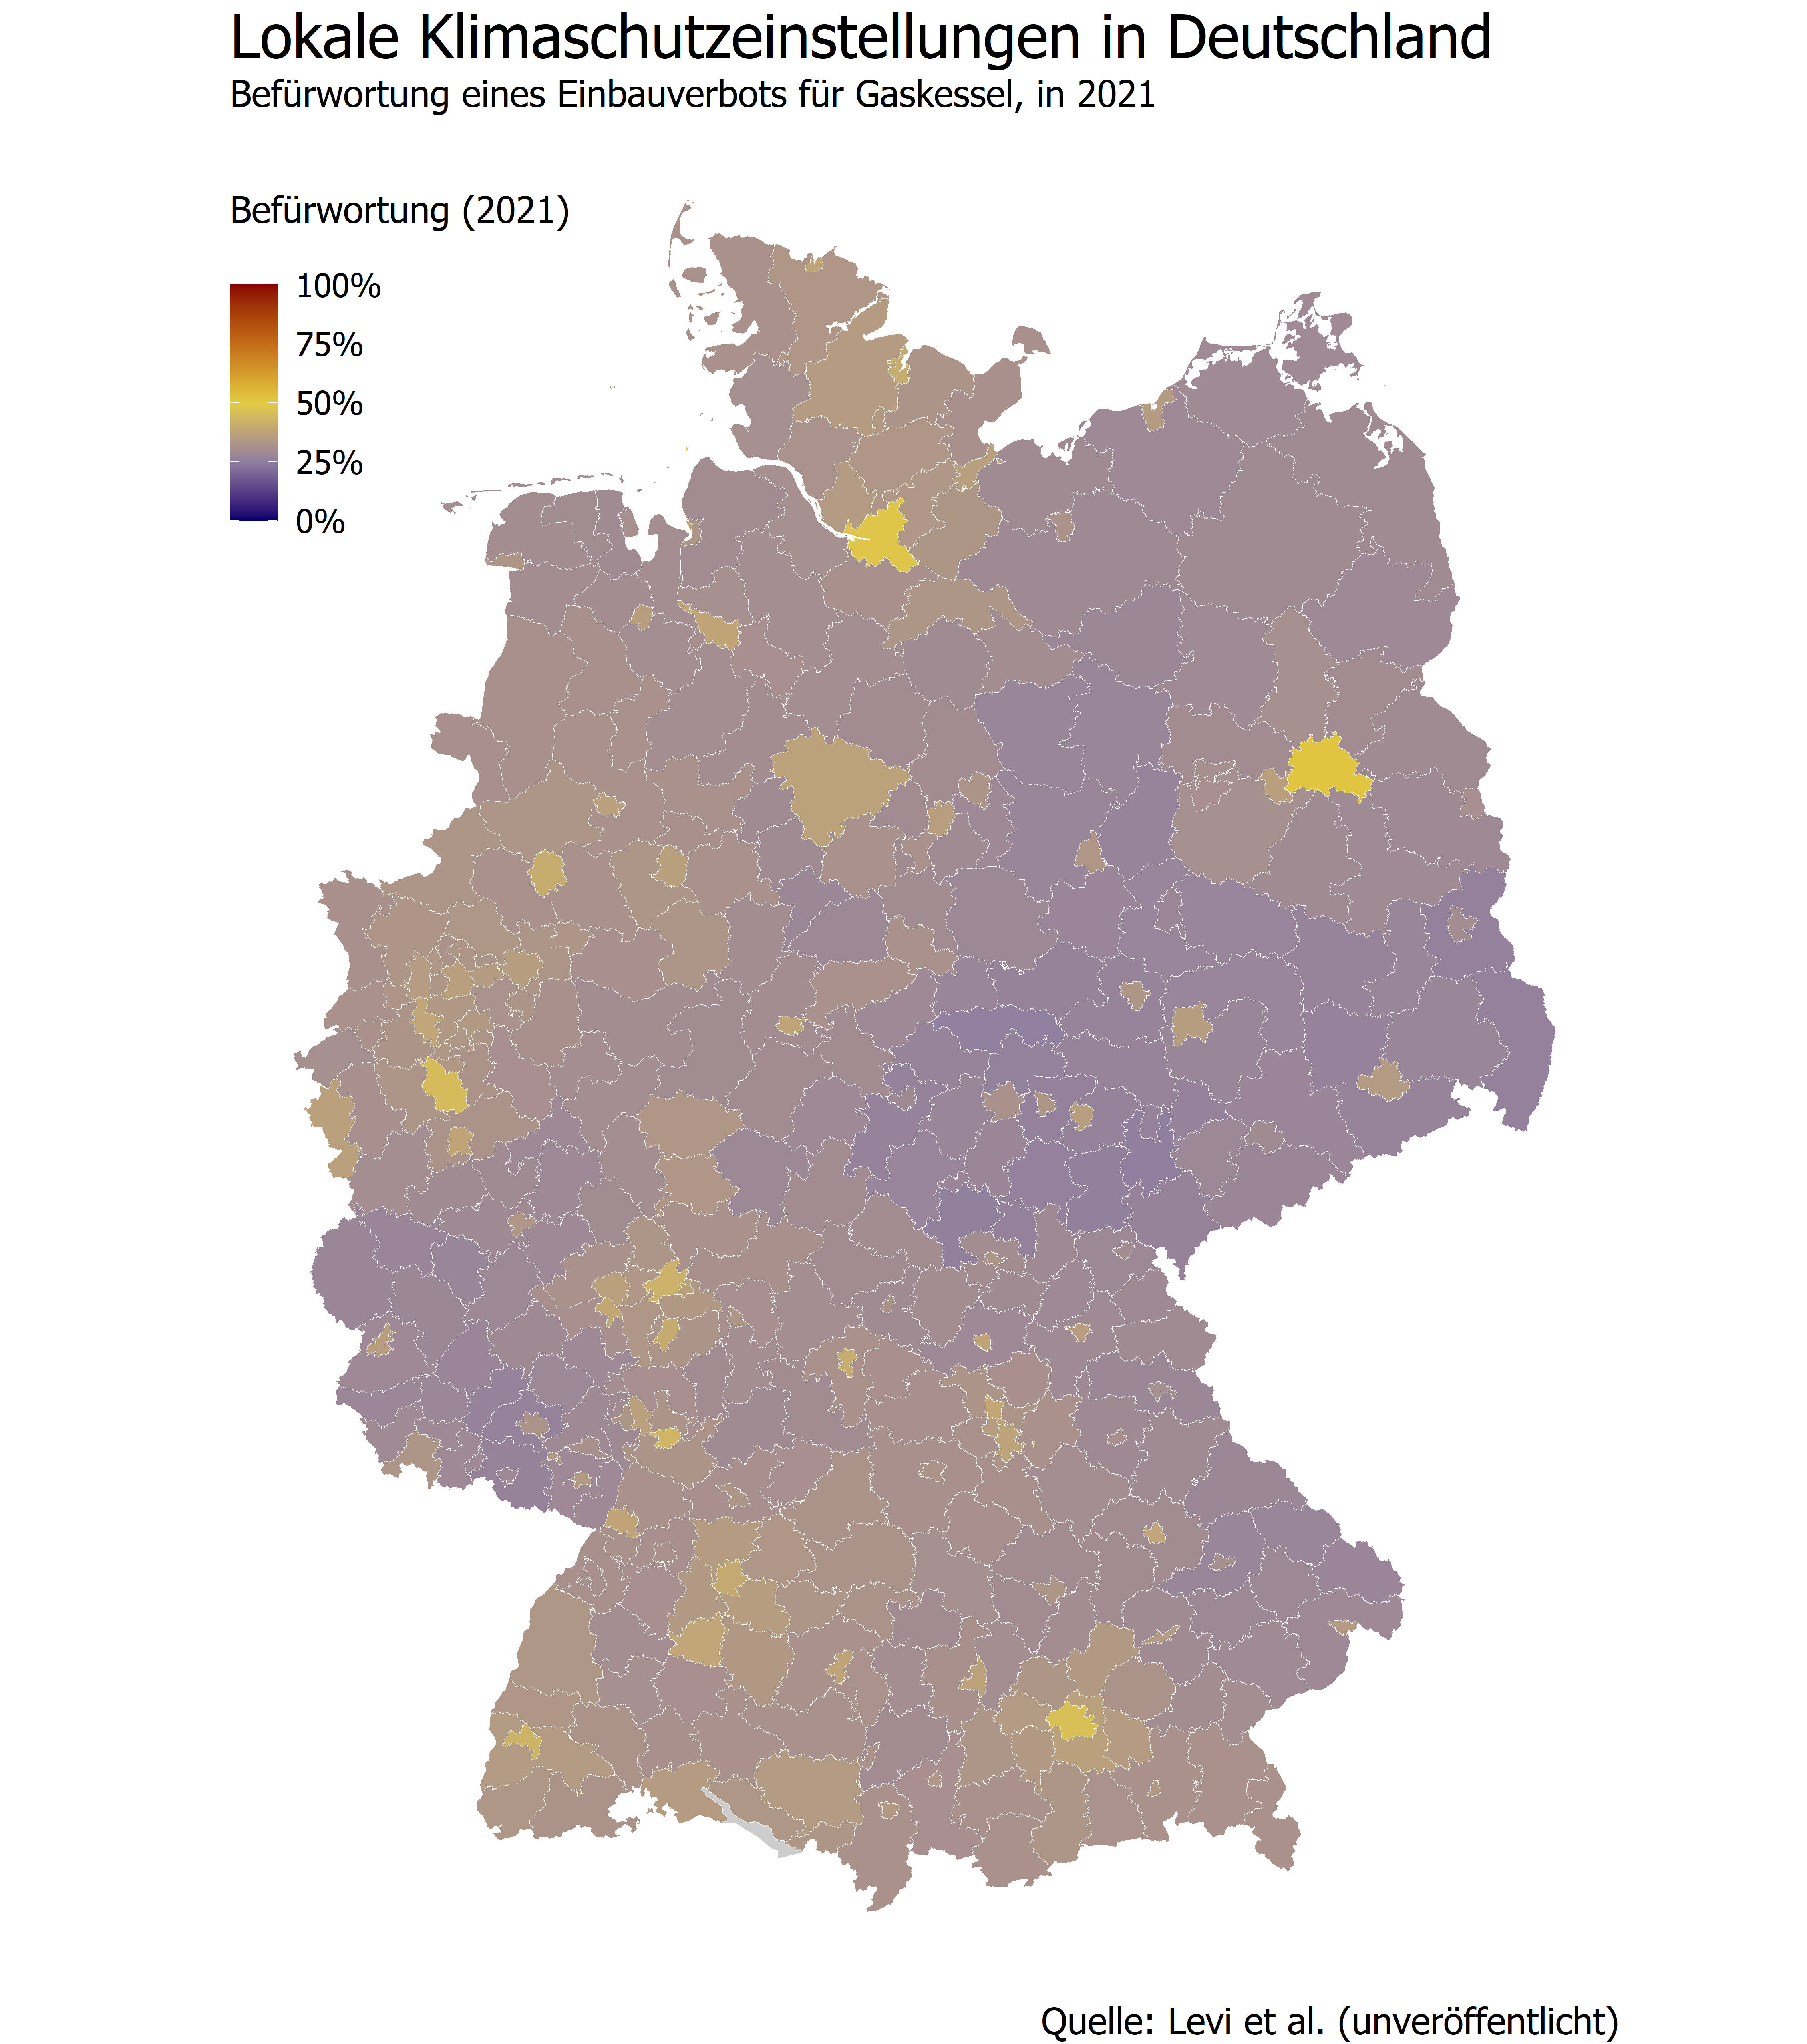 Lokale Klimaschutzeinstellungen in Deutschland
Befürwortung eines Einbauverbots für Gaskessel, in 2021
Befürwortung (2021)
100%
75%
50%
25%
0%
Quelle: Levi et al. (unveröffentlicht)